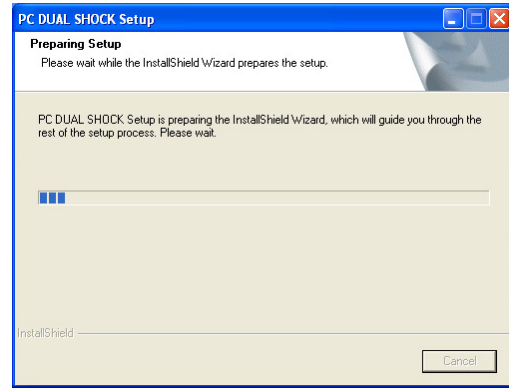 PC DUAL SHOCK Setup
Preparing Setup
Please wait while the InstallShield Wizard prepares the setup.
PC DUAL SHOCK Setup is preparing the InstallShield Wizard, which will guide you through the
rest of the setup process. Please wait.
InstallShield
Cancel